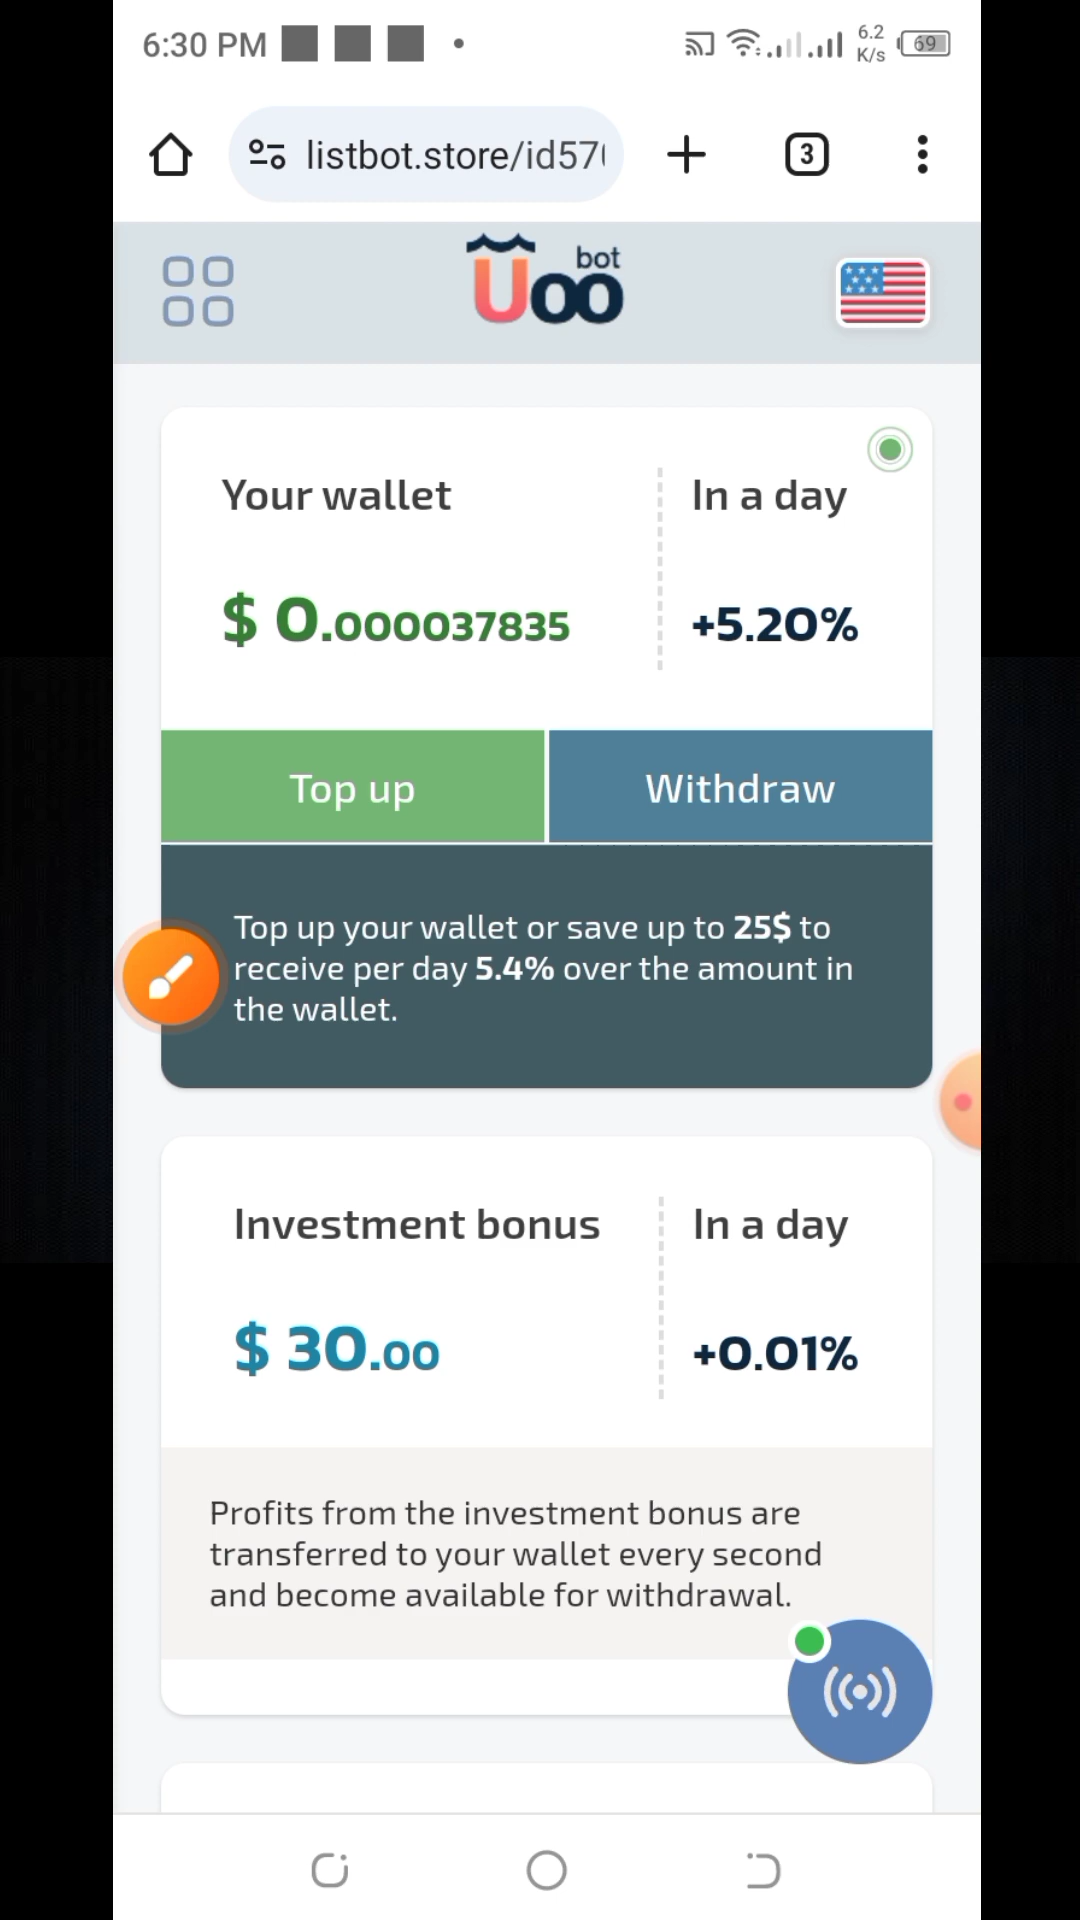 6:30 PM
6.2
K/s
69
listbot.store/id57
3
Uoo
bot
Your wallet
In a day
$ 0.000037835
+5.20%
Top up
Withdraw
Top up your wallet or save up to 25$ to
receive per day 5.4% over the amount in
the wallet.
Investment bonus
In a day
$ 30.00
+0.01%
Profits from the investment bonus are
transferred to your wallet every second
and become available for withdrawal.